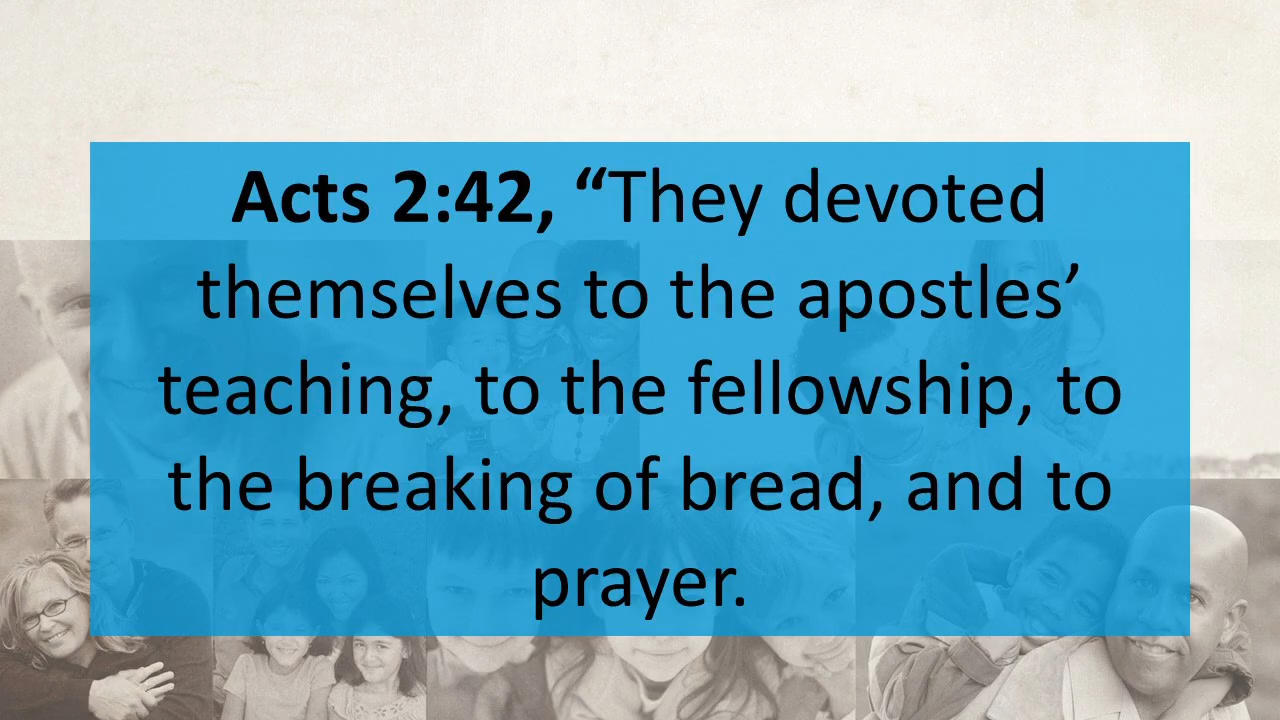 Acts 2:42, “They devoted
themselves to the apostles’
teaching, to the fellowship, to
the breaking of bread, and to
prayer.